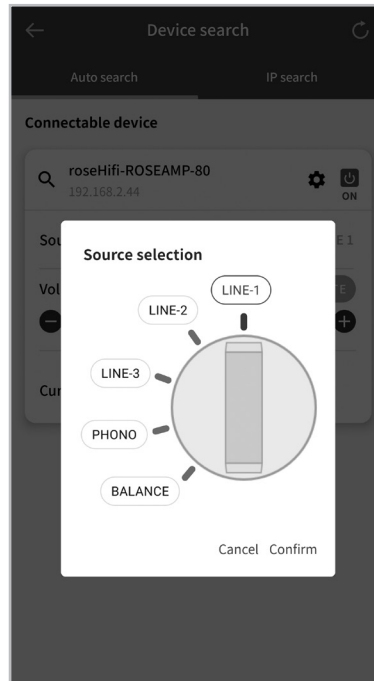 Device search
Auto search
IP search
Connectable device
roseHifi-ROSEAMP-80
192.168.2.44
ON
Source selection
LINE-1
LINE-2
LINE-3
PHONO
BALANCE
Cancel Confirm